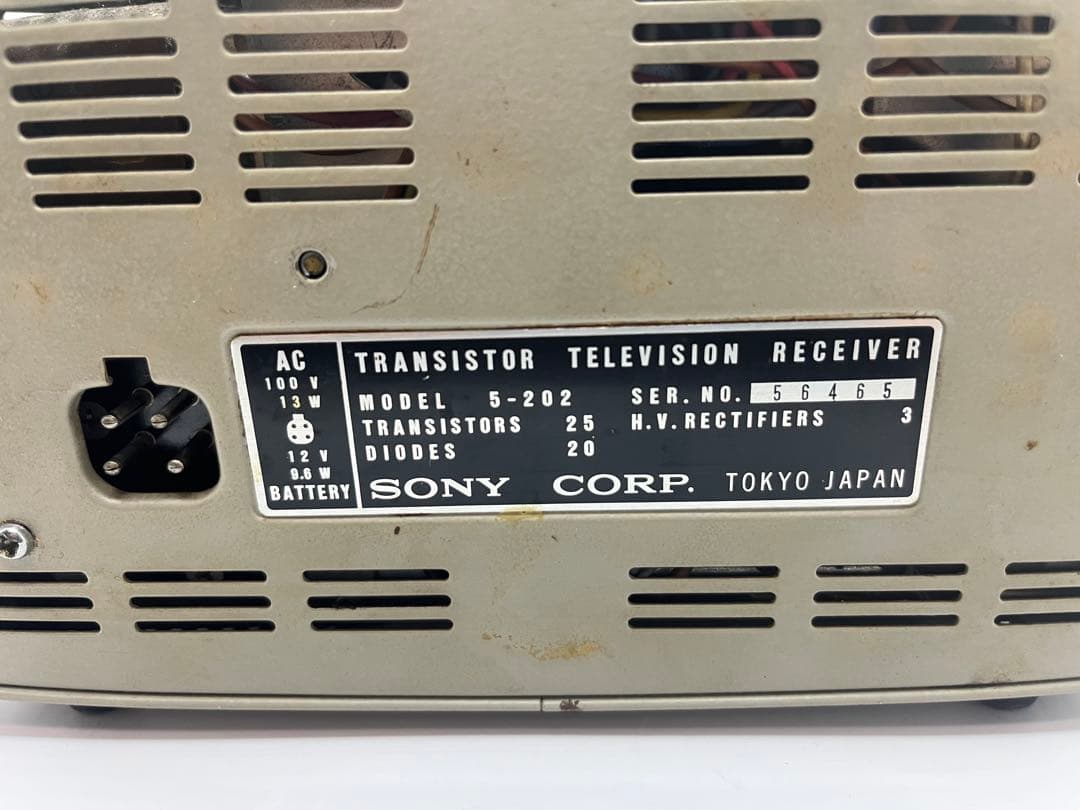 AC
100 V
13 W
12 V
9.6 W
BATTERY
TRANSISTOR TELEVISION RECEIVER
MODEL 5-202 SER. NO. 56465
TRANSISTORS 25 H.V. RECTIFIERS 3
DIODES 20
SONY CORP. TOKYO JAPAN